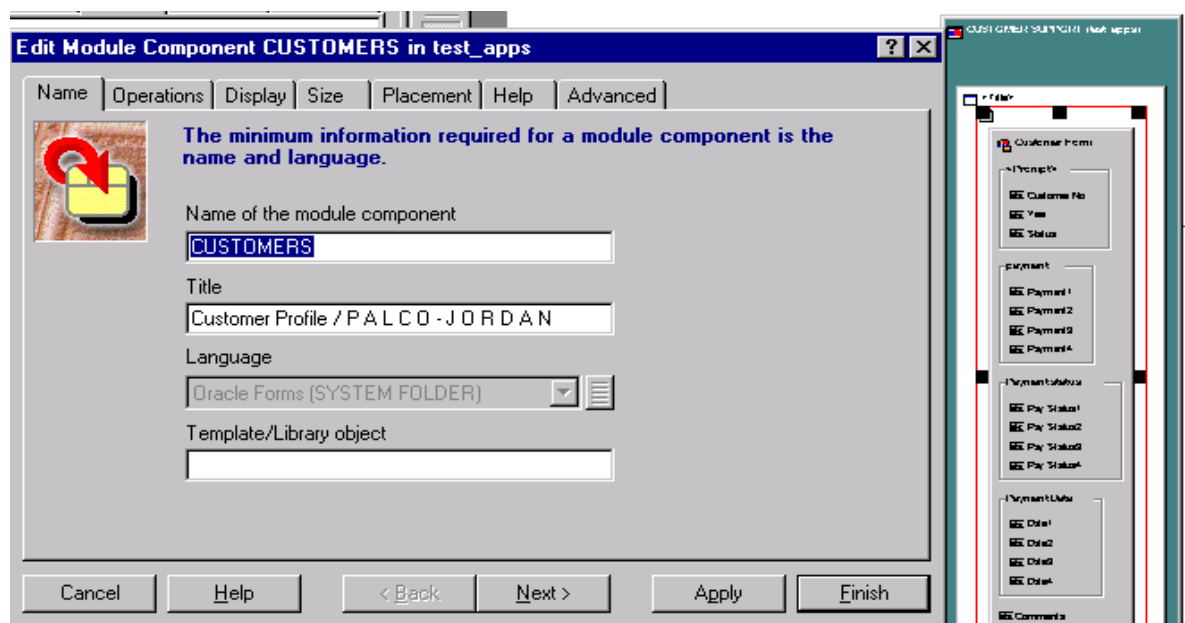 Edit Module Component CUSTOMERS in test_apps
Name Operations Display Size Placement Help Advanced
The minimum information required for a module component is the
name and language.
Name of the module component
CUSTOMERS
Title
Customer Profile / P A L C O - J O R D A N
Language
Oracle Forms (SYSTEM FOLDER)
Template/Library object
Cancel Help < Back Next > Apply Finish
CUSTOMER SUPPORT
Customer Form
Customer No
Status
payment
Payment1
Payment2
Payment3
Payment4
Pay Status1
Pay Status2
Pay Status3
Pay Status4
Date1
Date2
Date3
Date4
Comments